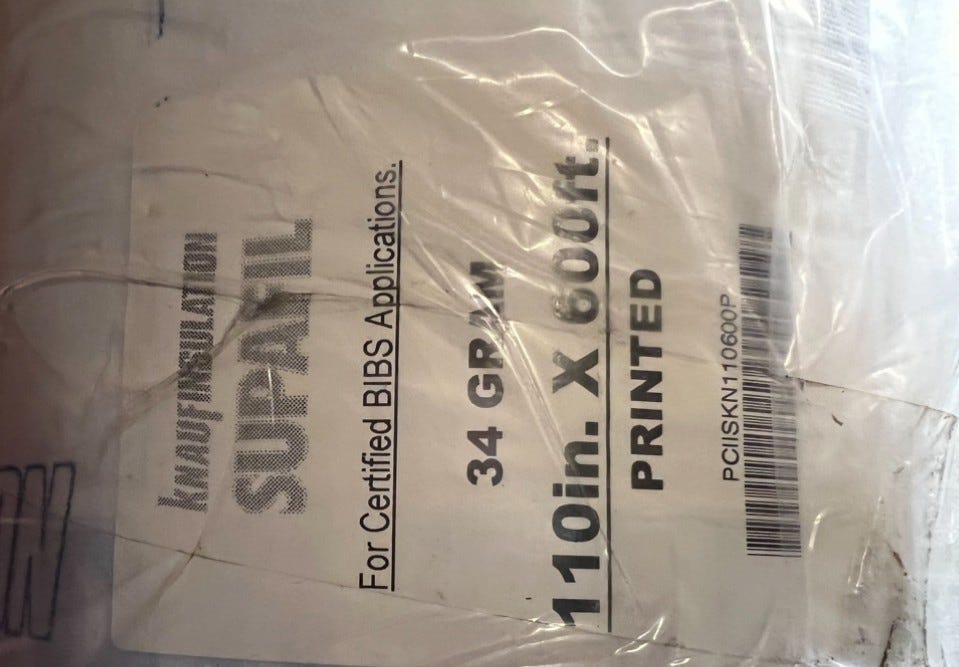 KNAUFINSULATION
SUPAFIL
For Certified BIBS Applications.
34 GRAM
110in. X 600ft.
PRINTED
PCIISKN110600P